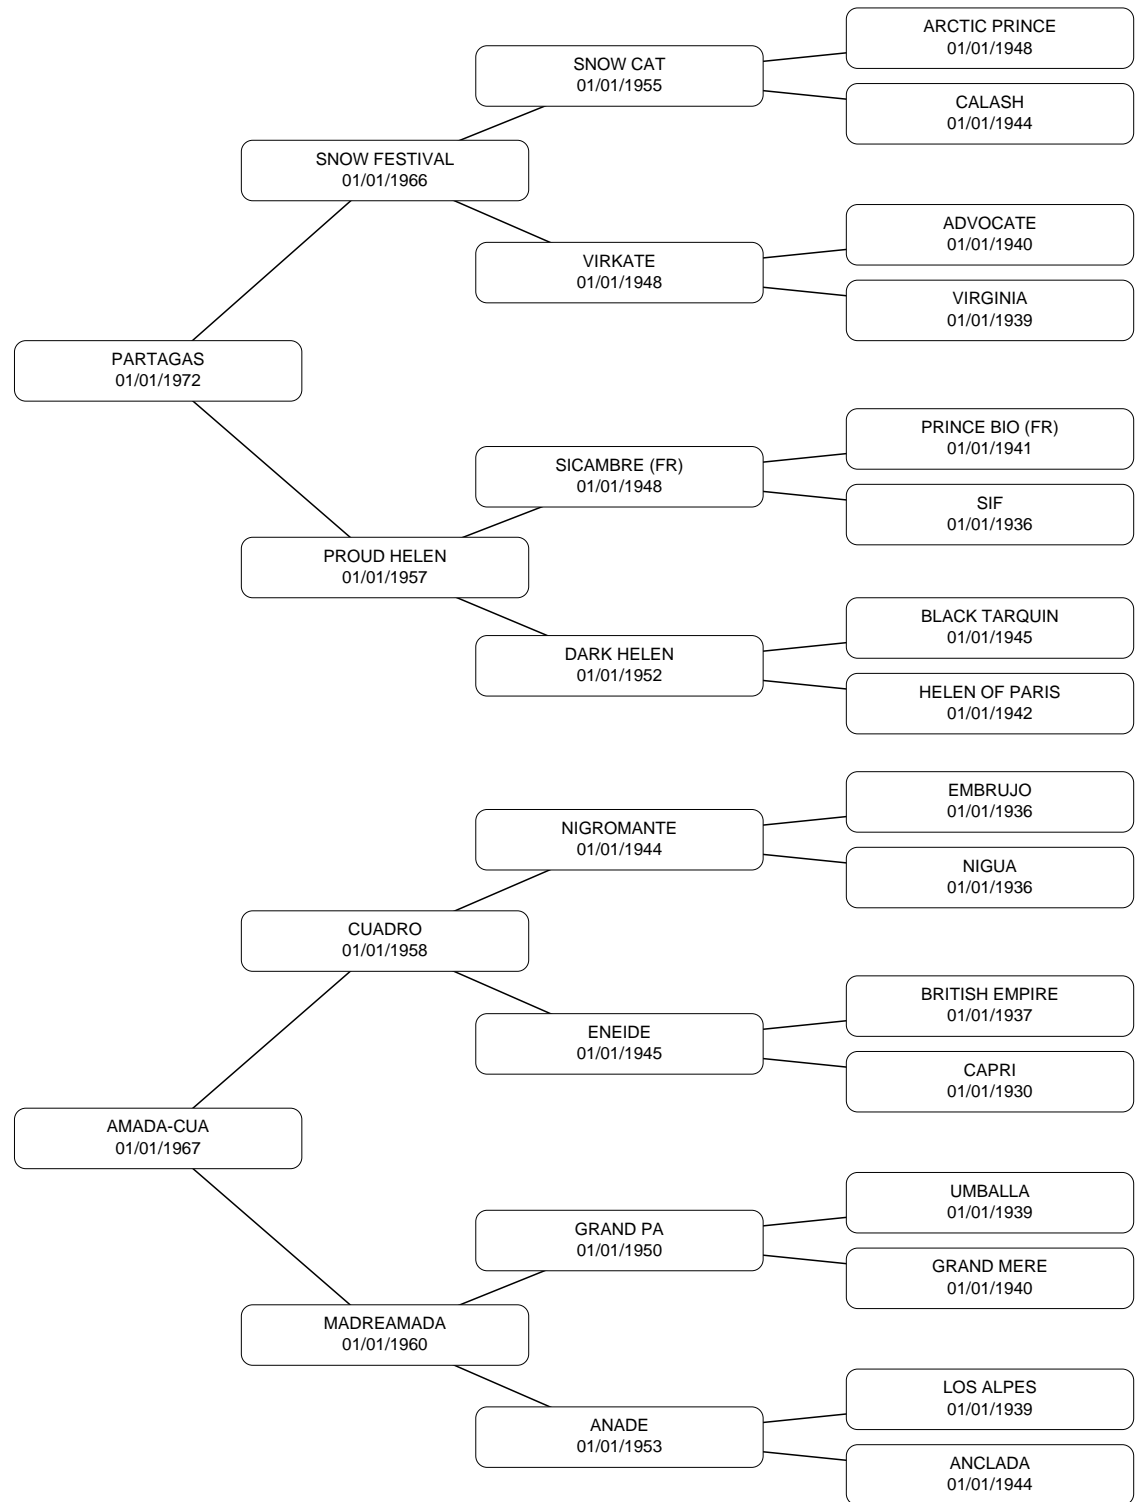 ARCTIC PRINCE
01/01/1948
SNOW CAT
01/01/1955
CALASH
01/01/1944
SNOW FESTIVAL
01/01/1966
ADVOCATE
01/01/1940
VIRKATE
01/01/1948
VIRGINIA
01/01/1939
PARTAGAS
01/01/1972
PRINCE BIO (FR)
01/01/1941
SICAMBRE (FR)
01/01/1948
SIF
01/01/1936
PROUD HELEN
01/01/1957
BLACK TARQUIN
01/01/1945
DARK HELEN
01/01/1952
HELEN OF PARIS
01/01/1942
EMBRUJO
01/01/1936
NIGROMANTE
01/01/1944
NIGUA
01/01/1936
CUADRO
01/01/1958
BRITISH EMPIRE
01/01/1937
ENEIDE
01/01/1945
CAPRI
01/01/1930
AMADA-CUA
01/01/1967
UMBALLA
01/01/1939
GRAND PA
01/01/1950
GRAND MERE
01/01/1940
MADREAMADA
01/01/1960
LOS ALPES
01/01/1939
ANADE
01/01/1953
ANCLADA
01/01/1944